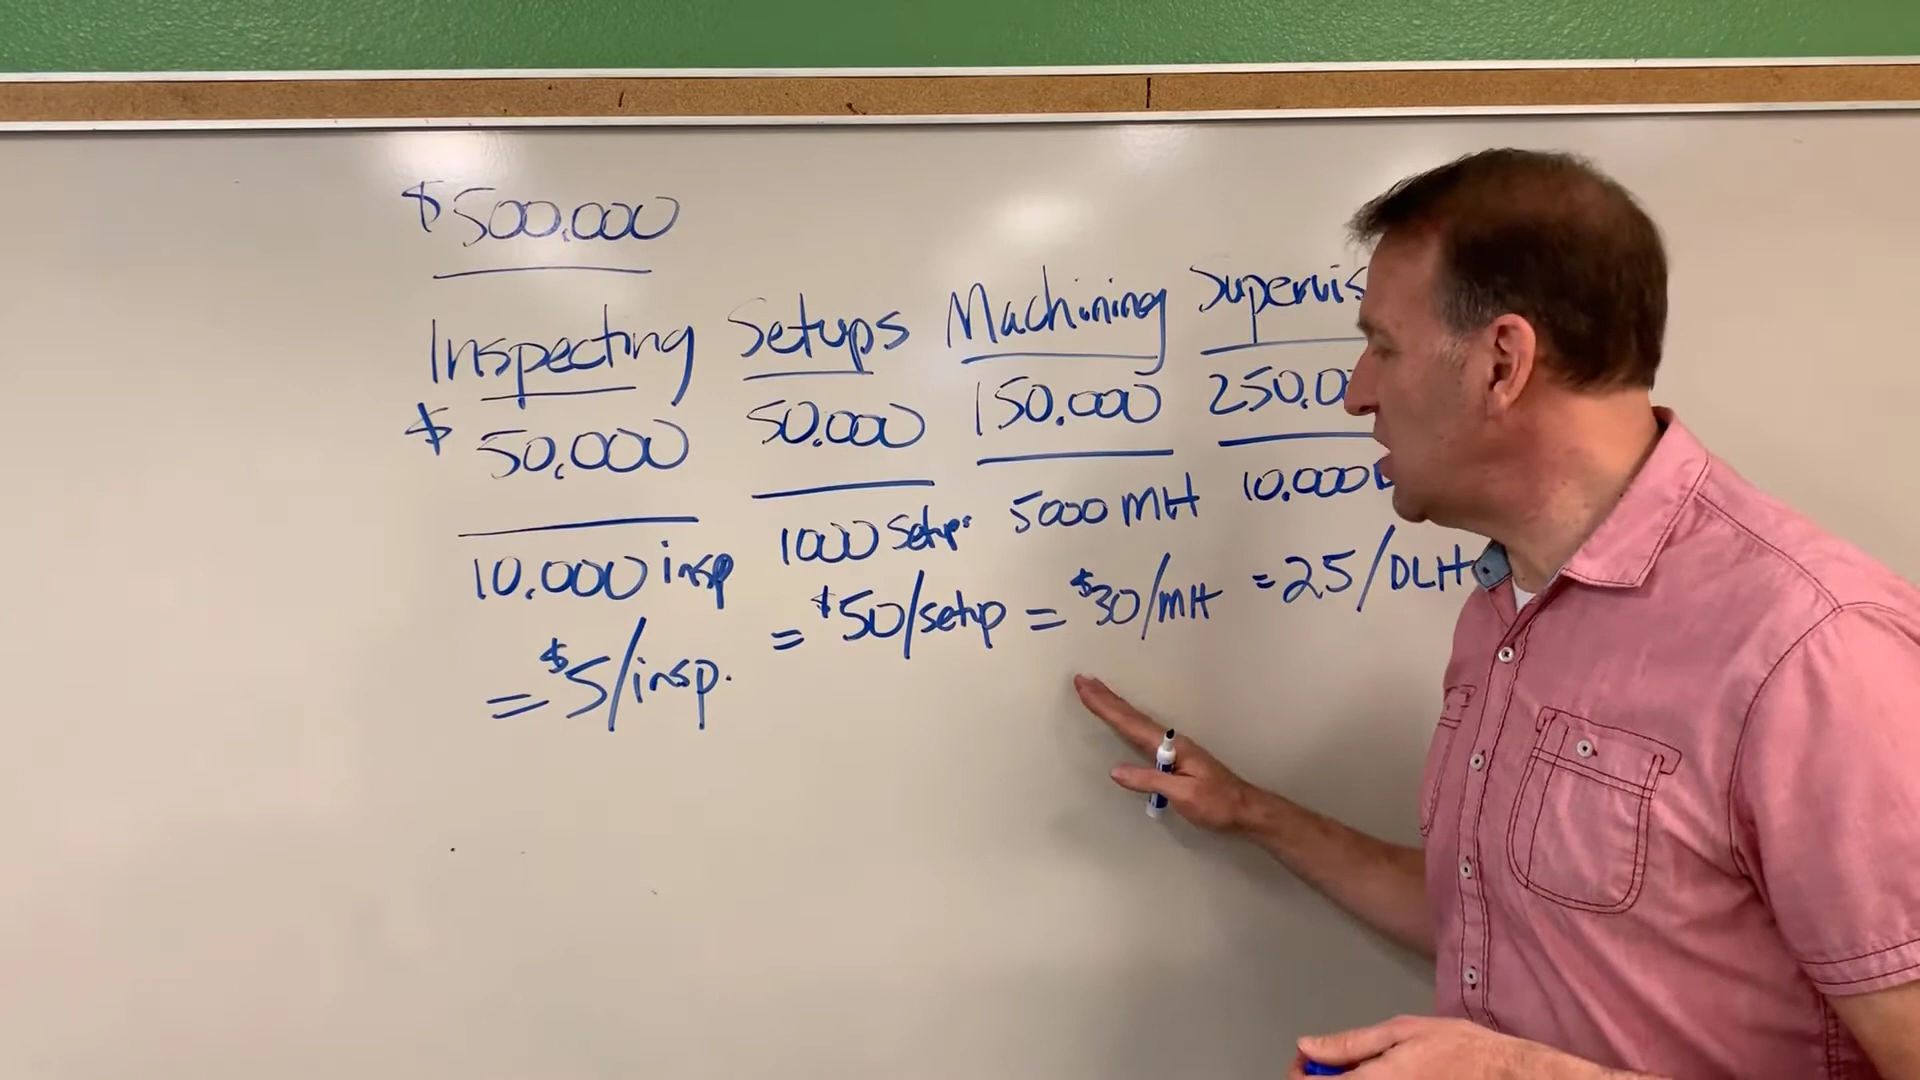 $500,000
Inspecting Setups Machining Supervis
$ 50,000 50,000 150,000 250,0
10,000 insp 1000 Setups 5000 MH 10,000
= $5/insp. = $50/setup = $30/MH = 25/DLH